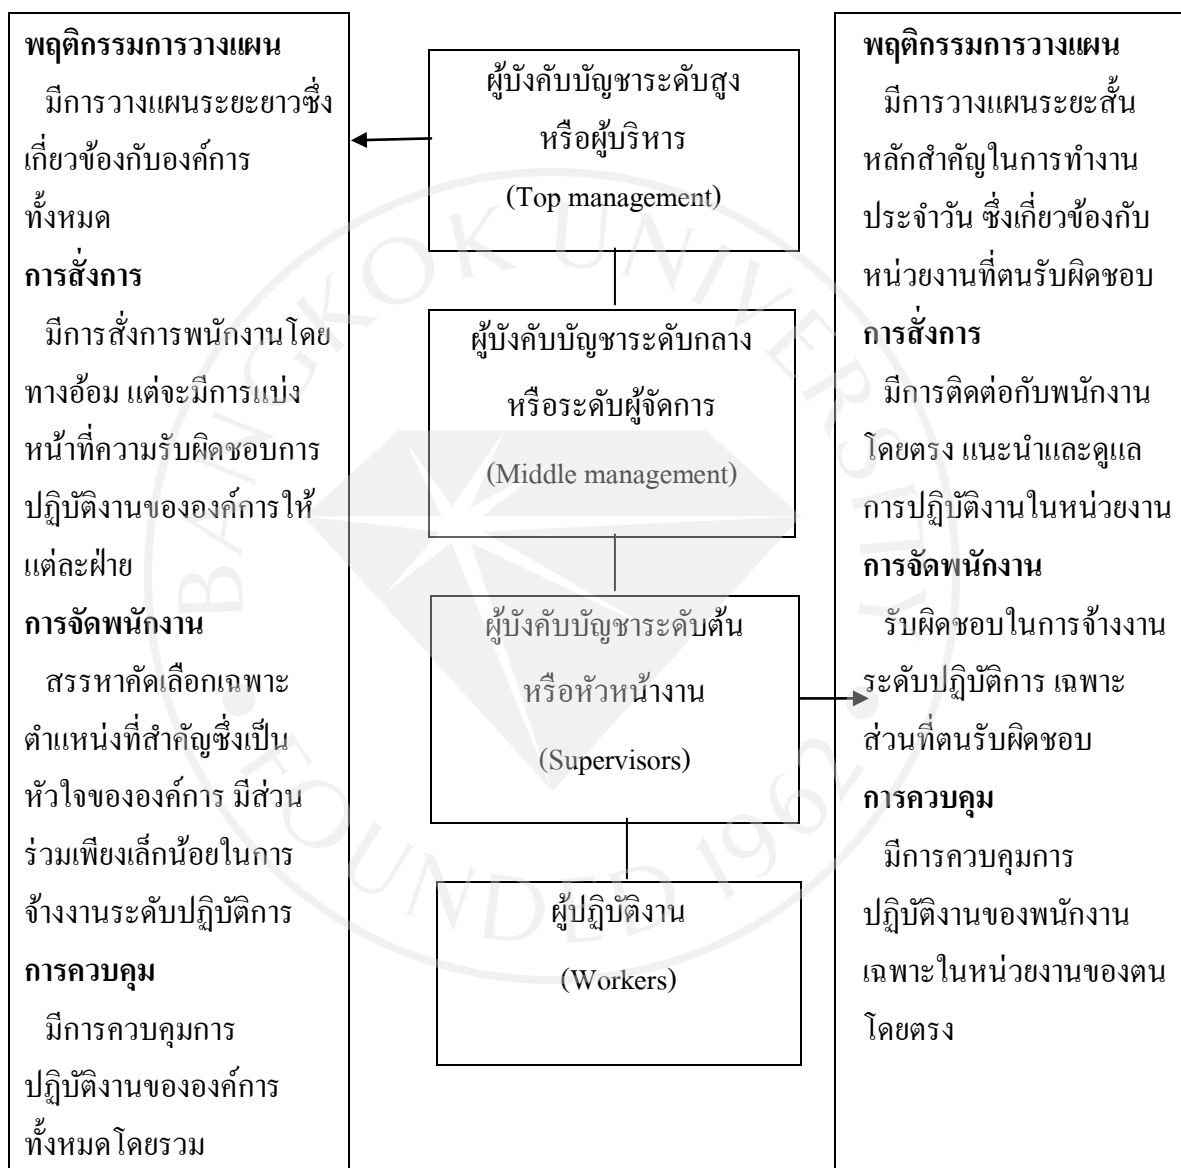 พฤติกรรมการวางแผน
มีการวางแผนระยะยาวซึ่ง
เกี่ยวข้องกับองค์การ
ทั้งหมด
การสั่งการ
มีการสั่งการพนักงานโดย
ทางอ้อม แต่จะมีการแบ่ง
หน้าที่ความรับผิดชอบการ
ปฏิบัติงานขององค์การให้
แต่ละฝ่าย
การจัดพนักงาน
สรรหาคัดเลือกเฉพาะ
ตำแหน่งที่สำคัญซึ่งเป็น
หัวใจขององค์การ มีส่วน
ร่วมเพียงเล็กน้อยในการ
จ้างงานระดับปฏิบัติการ
การควบคุม
มีการควบคุมการ
ปฏิบัติงานขององค์การ
ทั้งหมดโดยรวม
ผู้บังคับบัญชาระดับสูง
หรือผู้บริหาร
(Top management)
ผู้บังคับบัญชาระดับกลาง
หรือระดับผู้จัดการ
(Middle management)
ผู้บังคับบัญชาระดับต้น
หรือหัวหน้างาน
(Supervisors)
ผู้ปฏิบัติงาน
(Workers)
พฤติกรรมการวางแผน
มีการวางแผนระยะสั้น
หลักสำคัญในการทำงาน
ประจำวัน ซึ่งเกี่ยวข้องกับ
หน่วยงานที่ตนรับผิดชอบ
การสั่งการ
มีการติดต่อกับพนักงาน
โดยตรง แนะนำและดูแล
การปฏิบัติงานในหน่วยงาน
การจัดพนักงาน
รับผิดชอบในการจ้างงาน
ระดับปฏิบัติการ เฉพาะ
ส่วนที่ตนรับผิดชอบ
การควบคุม
มีการควบคุมการ
ปฏิบัติงานของพนักงาน
เฉพาะในหน่วยงานของตน
โดยตรง
BANGKOK UNIVERSITY
FOUNDED 1962